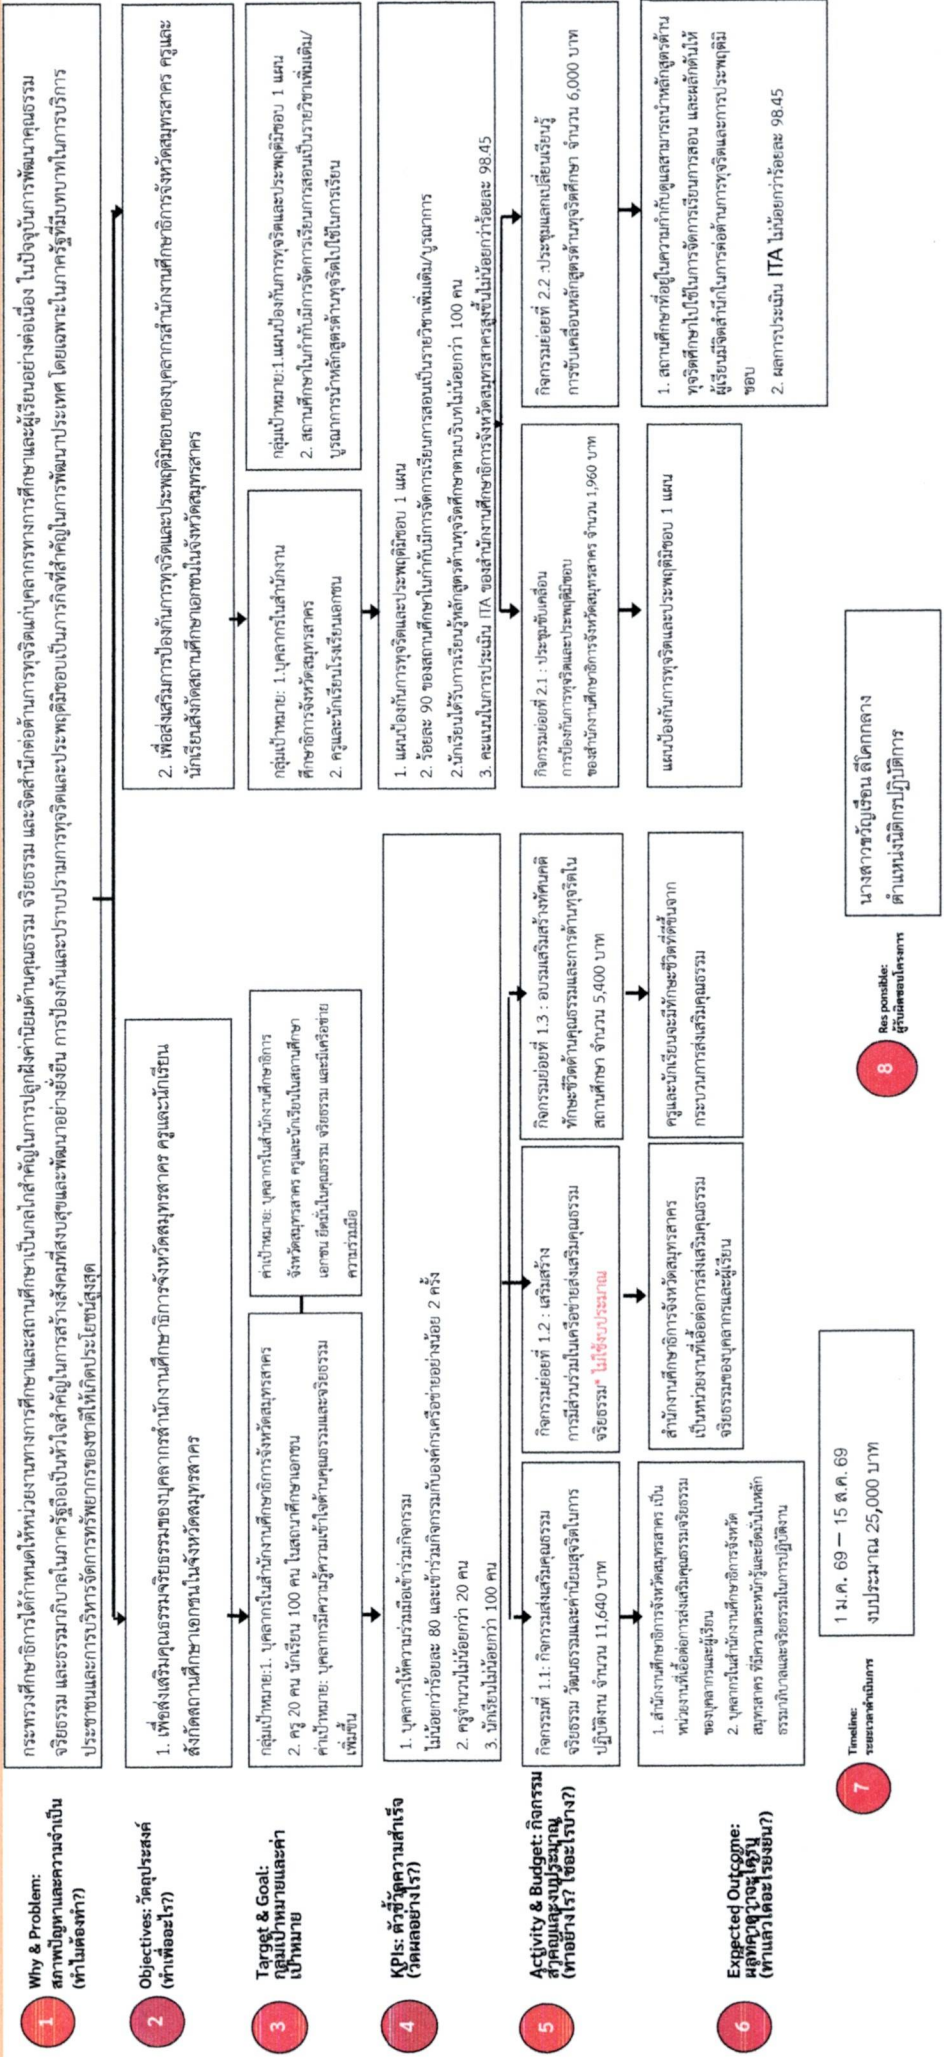 1
Why & Problem:
สภาพปัญหาและความจำเป็น
(ทำไมต้องทำ?)
กระทรวงศึกษาธิการได้กำหนดให้หน่วยงานทางการศึกษาและสถานศึกษาเป็นกลไกสำคัญในการปลูกฝังค่านิยมด้านคุณธรรม จริยธรรม และจิตสำนึกต่อต้านการทุจริตแก่บุคลากรทางการศึกษาและผู้เรียนอย่างต่อเนื่อง ในปัจจุบันการพัฒนาคุณธรรม
จริยธรรม และธรรมาภิบาลในภาครัฐถือเป็นหัวใจสำคัญในการสร้างสังคมที่สงบสุขและพัฒนาอย่างยั่งยืน การป้องกันและปราบปรามการทุจริตและประพฤติมิชอบเป็นภารกิจที่สำคัญในการพัฒนาประเทศ โดยเฉพาะในภาครัฐที่มีบทบาทในการบริการ
ประชาชนและการบริหารจัดการทรัพยากรของชาติให้เกิดประโยชน์สูงสุด
2
Objectives: วัตถุประสงค์
(ทำเพื่ออะไร?)
1. เพื่อส่งเสริมคุณธรรมจริยธรรมของบุคลากรสำนักงานศึกษาธิการจังหวัดสมุทรสาคร ครูและนักเรียน
สังกัดสถานศึกษาเอกชนในจังหวัดสมุทรสาคร
2. เพื่อส่งเสริมการป้องกันการทุจริตและประพฤติมิชอบของบุคลากรสำนักงานศึกษาธิการจังหวัดสมุทรสาคร ครูและ
นักเรียนสังกัดสถานศึกษาเอกชนในจังหวัดสมุทรสาคร
3
Target & Goal:
กลุ่มเป้าหมายและค่า
เป้าหมาย
กลุ่มเป้าหมาย:1. บุคลากรในสำนักงานศึกษาธิการจังหวัดสมุทรสาคร
2. ครู 20 คน นักเรียน 100 คน ในสถนาศึกษาเอกชน
ค่าเป้าหมาย: บุคลากรมีความรู้ความเข้าใจด้านคุณธรรมและจริยธรรม
เพิ่มขึ้น
ค่าเป้าหมาย: บุคลากรในสำนักงานศึกษาธิการ
จังหวัดสมุทรสาคร ครูและนักเรียนในสถานศึกษา
เอกชน ยึดมั่นในคุณธรรม จริยธรรม และมีเครือข่าย
ความร่วมมือ
กลุ่มเป้าหมาย: 1.บุคลากรในสำนักงาน
ศึกษาธิการจังหวัดสมุทรสาคร
2. ครูและนักเรียนโรงเรียนเอกชน
กลุ่มเป้าหมาย:1.แผนป้องกันการทุจริตและประพฤติมิชอบ 1 แผน
2. สถานศึกษาในกำกับมีการจัดการเรียนการสอนเป็นรายวิชาเพิ่มเติม/
บูรณาการการนำหลักสูตรต้านทุจริตไปใช้ในการเรียน
4
KPIs: ตัวชี้วัดความสำเร็จ
(วัดผลอย่างไร?)
1. บุคลากรให้ความร่วมมือเข้าร่วมกิจกรรม
ไม่น้อยกว่าร้อยละ 80 และเข้าร่วมกิจกรรมกับองค์กรเครือข่ายอย่างน้อย 2 ครั้ง
2. ครูจำนวนไม่น้อยกว่า 20 คน
3. นักเรียนไม่น้อยกว่า 100 คน
1. แผนป้องกันการทุจริตและประพฤติมิชอบ 1 แผน
2. ร้อยละ 90 ของสถานศึกษาในกำกับมีการจัดการเรียนการสอนเป็นรายวิชาเพิ่มเติม/บูรณาการ
2.นักเรียนได้รับการเรียนรู้หลักสูตรต้านทุจริตศึกษาตามบริบทไม่น้อยกว่า 100 คน
3. คะแนนในการประเมิน ITA ของสำนักงานศึกษาธิการจังหวัดสมุทรสาครสูงขึ้นไม่น้อยกว่าร้อยละ 98.45
5
Activity & Budget: กิจกรรม
สำคัญและงบประมาณ
(ทำอย่างไร? ใช้อะไรบ้าง?)
กิจกรรมที่ 1.1: กิจกรรมส่งเสริมคุณธรรม
จริยธรรม วัฒนธรรมและค่านิยมสุจริตในการ
ปฏิบัติงาน จำนวน 11,640 บาท
กิจกรรมย่อยที่ 1.2 : เสริมสร้าง
การมีส่วนร่วมในเครือข่ายส่งเสริมคุณธรรม
จริยธรรม* ไม่ใช้งบประมาณ
กิจกรรมย่อยที่ 1.3 : อบรมเสริมสร้างทัศนคติ
ทักษะชีวิตด้านคุณธรรมและการต้านทุจริตใน
สถานศึกษา จำนวน 5,400 บาท
กิจกรรมย่อยที่ 2.1 : ประชุมขับเคลื่อน
การป้องกันการทุจริตและประพฤติมิชอบ
ของสำนักงานศึกษาธิการจังหวัดสมุทรสาคร จำนวน 1,960 บาท
กิจกรรมย่อยที่ 2.2 :ประชุมแลกเปลี่ยนเรียนรู้
การขับเคลื่อนหลักสูตรต้านทุจริตศึกษา จำนวน 6,000 บาท
6
Expected Outcome:
ผลที่คาดว่าจะได้รับ
(ทำแล้วได้อะไรยั่งยืน?)
1. สำนักงานศึกษาธิการจังหวัดสมุทรสาคร เป็น
หน่วยงานที่เอื้อต่อการส่งเสริมคุณธรรมจริยธรรม
ของบุคลากรและผู้เรียน
2. บุคลากรในสำนักงานศึกษาธิการจังหวัด
สมุทรสาคร ที่มีความตระหนักรู้และยึดมั่นในหลัก
ธรรมาภิบาลและจริยธรรมในการปฏิบัติงาน
สำนักงานศึกษาธิการจังหวัดสมุทรสาคร
เป็นหน่วยงานที่เอื้อต่อการส่งเสริมคุณธรรม
จริยธรรมของบุคลากรและผู้เรียน
ครูและนักเรียนจะมีทักษะชีวิตที่ดีขึ้นจาก
กระบวนการส่งเสริมคุณธรรม
แผนป้องกันการทุจริตและประพฤติมิชอบ 1 แผน
1. สถานศึกษาที่อยู่ในความกำกับดูแลสามารถนำหลักสูตรต้าน
ทุจริตศึกษาไปใช้ในการจัดการเรียนการสอน และผลักดันให้
ผู้เรียนมีจิตสำนึกในการต่อต้านการทุจริตและการประพฤติมิ
ชอบ
2. ผลการประเมิน ITA ไม่น้อยกว่าร้อยละ 98.45
7
Timeline:
ระยะเวลาดำเนินการ
1 ม.ค. 69 – 15 ส.ค. 69
งบประมาณ 25,000 บาท
8
Responsible:
ผู้รับผิดชอบโครงการ
นางสาวขวัญเรือน ลีโคกกลาง
ตำแหน่งนิติกรปฏิบัติการ